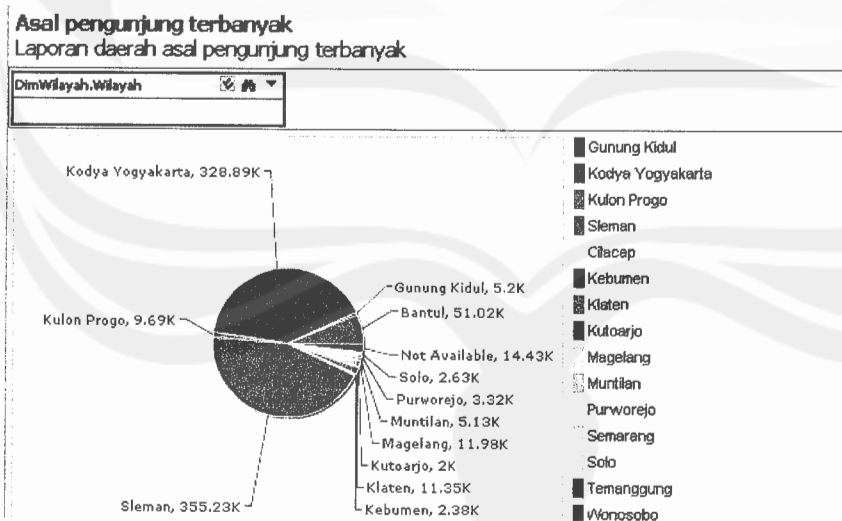 Asal pengunjung terbanyak
Laporan daerah asal pengunjung terbanyak
DimWilayah.Wilayah
Kodya Yogyakarta, 328.89K
Gunung Kidul, 5.2K
Bantul, 51.02K
Kulon Progo, 9.69K
Not Available, 14.43K
Solo, 2.63K
Purworejo, 3.32K
Muntilan, 5.13K
Magelang, 11.98K
Kutoarjo, 2K
Klaten, 11.35K
Kebumen, 2.38K
Sleman, 355.23K
Gunung Kidul
Kodya Yogyakarta
Kulon Progo
Sleman
Cilacap
Kebumen
Klaten
Kutoarjo
Magelang
Muntilan
Purworejo
Semarang
Solo
Temanggung
Wonosobo